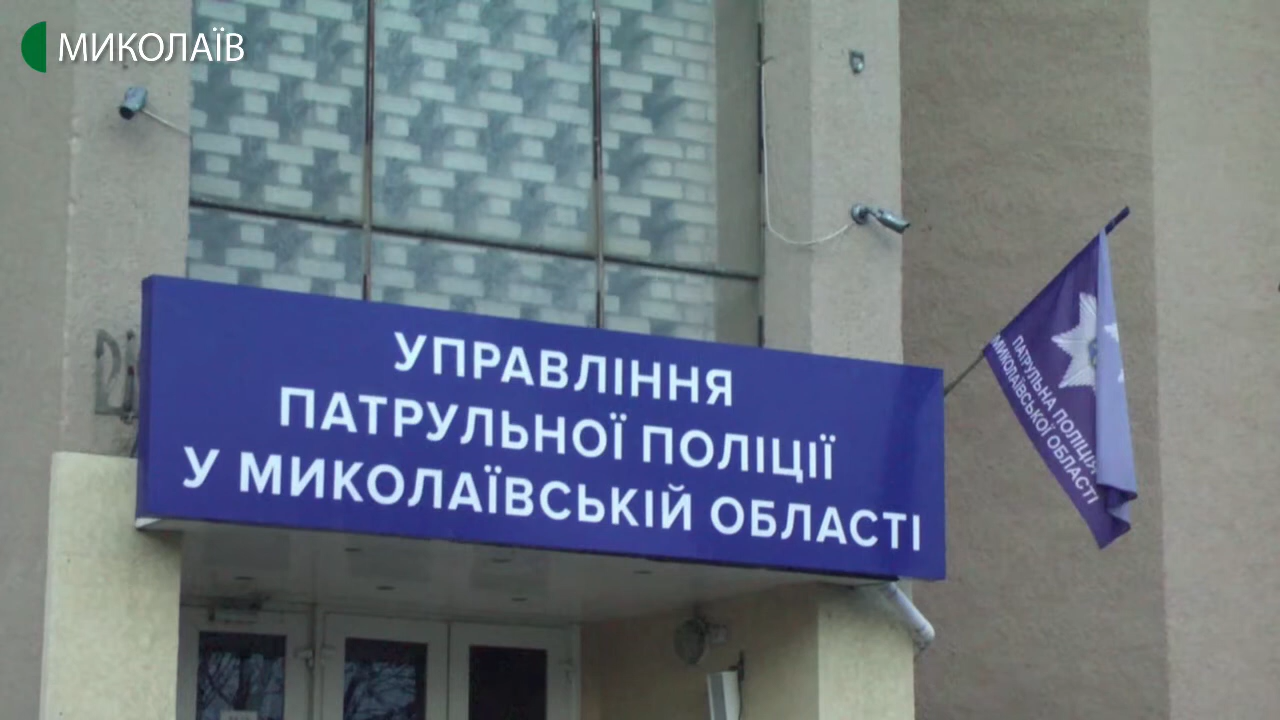 МИКОЛАЇВ
УПРАВЛІННЯ
ПАТРУЛЬНОЇ ПОЛІЦІЇ
У МИКОЛАЇВСЬКІЙ ОБЛАСТІ
ПАТРУЛЬНА ПОЛІЦІЯ
МИКОЛАЇВСЬКОЇ ОБЛАСТІ